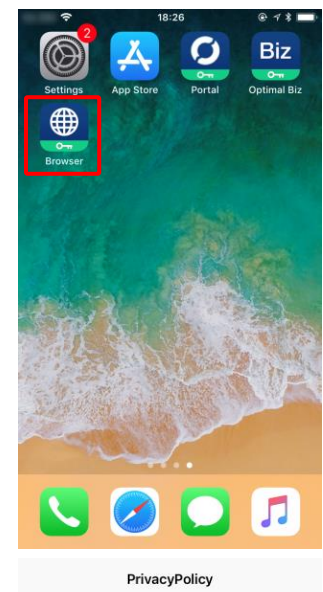 18:26
2
Biz
Settings
App Store
Portal
Optimal Biz
Browser
PrivacyPolicy